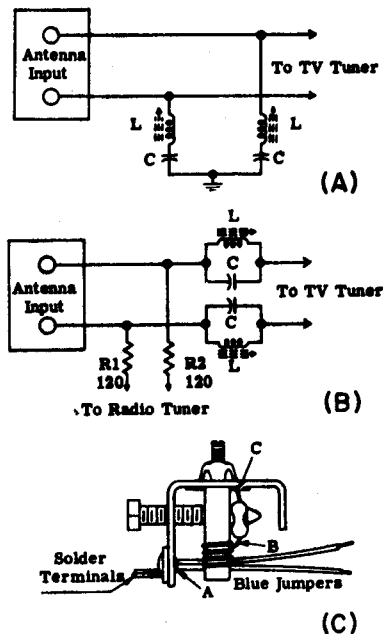 Antenna
Input
To TV Tuner
L
L
C
C
(A)
L
C
Antenna
Input
To TV Tuner
C
R1
120
R2
120
L
To Radio Tuner
(B)
C
B
Solder
Terminals
A
Blue Jumpers
(C)